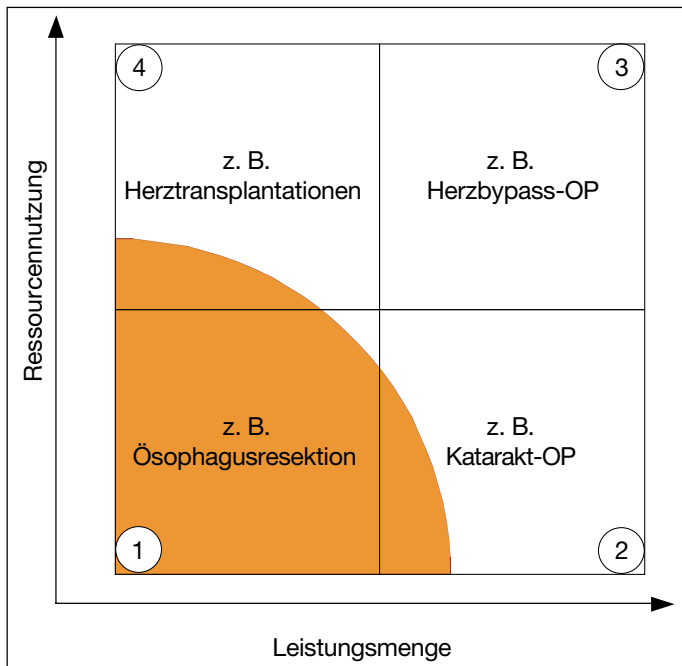 Ressourcennutzung
4
3
z. B.
Herztransplantationen
z. B.
Herzbypass-OP
z. B.
Ösophagusresektion
z. B.
Katarakt-OP
1
2
Leistungsmenge